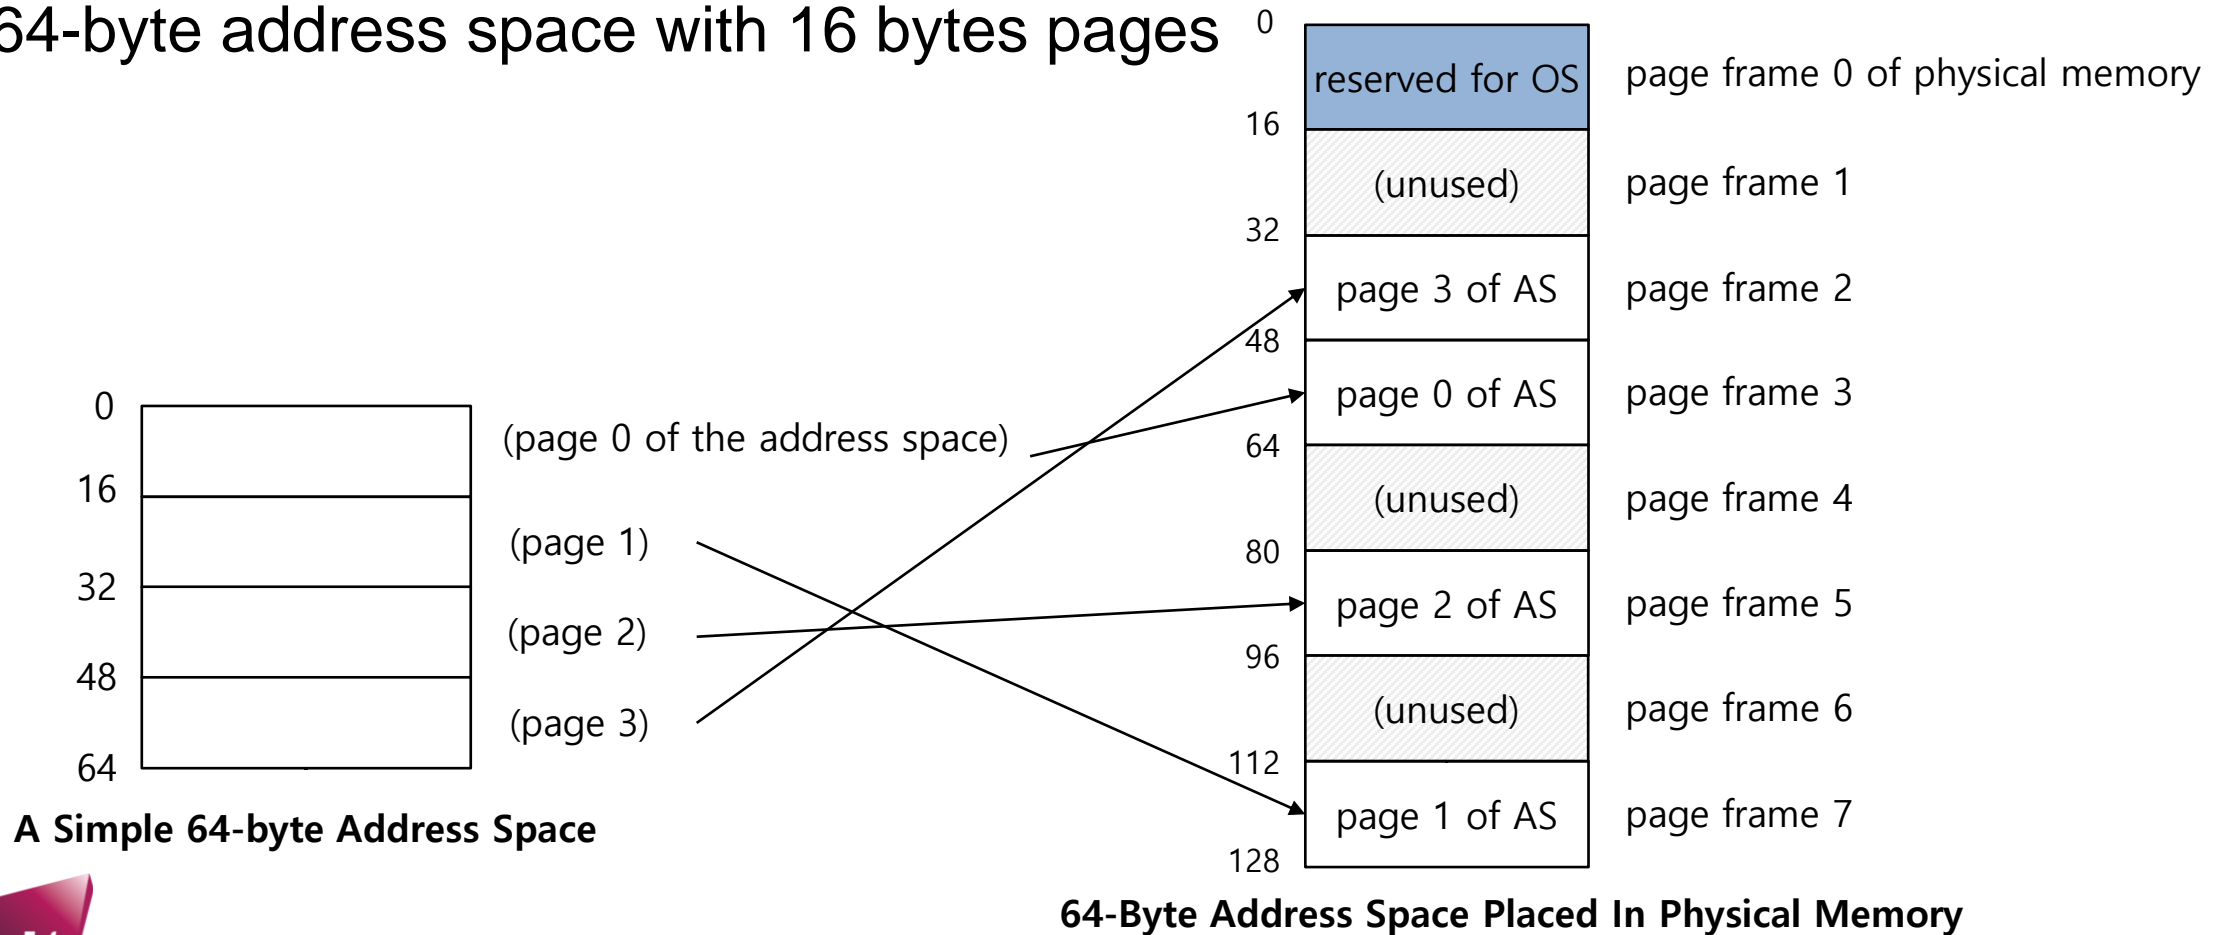 64-byte address space with 16 bytes pages
0
16
32
48
64
(page 0 of the address space)
(page 1)
(page 2)
(page 3)
A Simple 64-byte Address Space
0
reserved for OS
page frame 0 of physical memory
16
(unused)
page frame 1
32
page 3 of AS
page frame 2
48
page 0 of AS
page frame 3
64
(unused)
page frame 4
80
page 2 of AS
page frame 5
96
(unused)
page frame 6
112
page 1 of AS
page frame 7
128
64-Byte Address Space Placed In Physical Memory